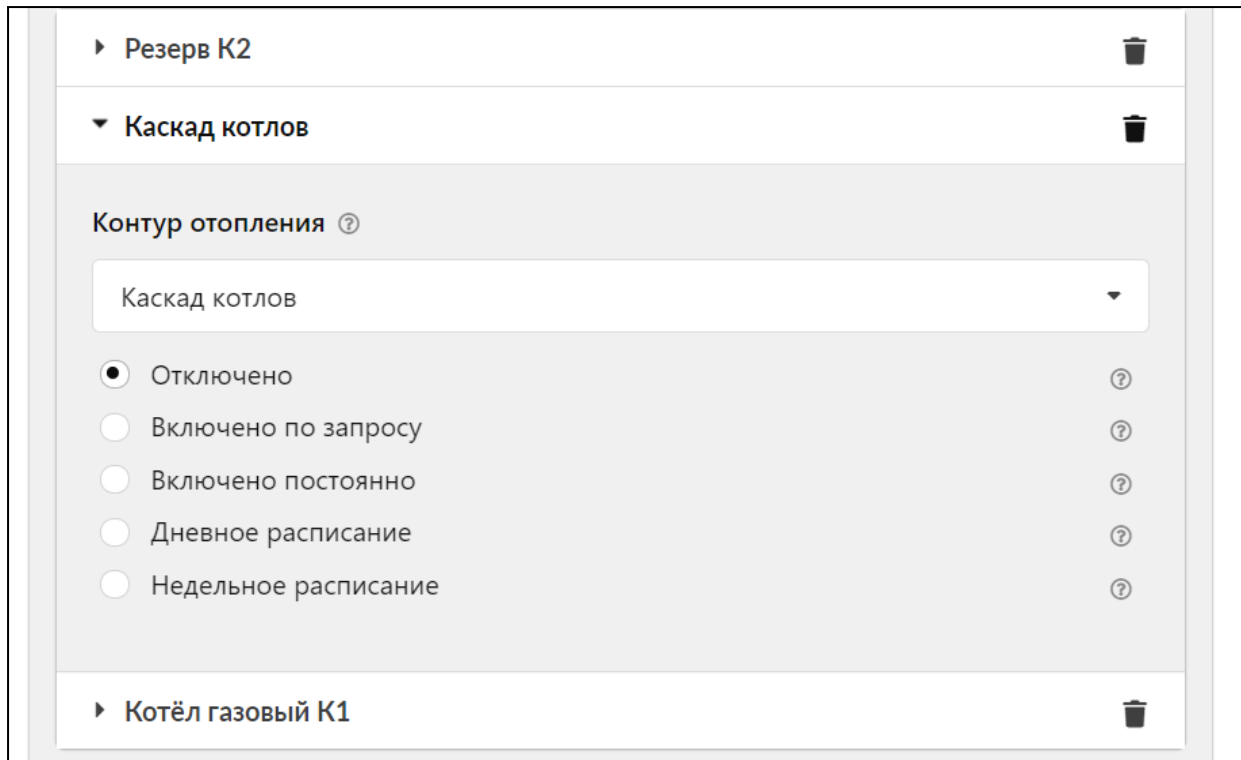 Резерв К2
Каскад котлов
Контур отопления ?
Каскад котлов
Отключено ?
Включено по запросу ?
Включено постоянно ?
Дневное расписание ?
Недельное расписание ?
Котёл газовый К1